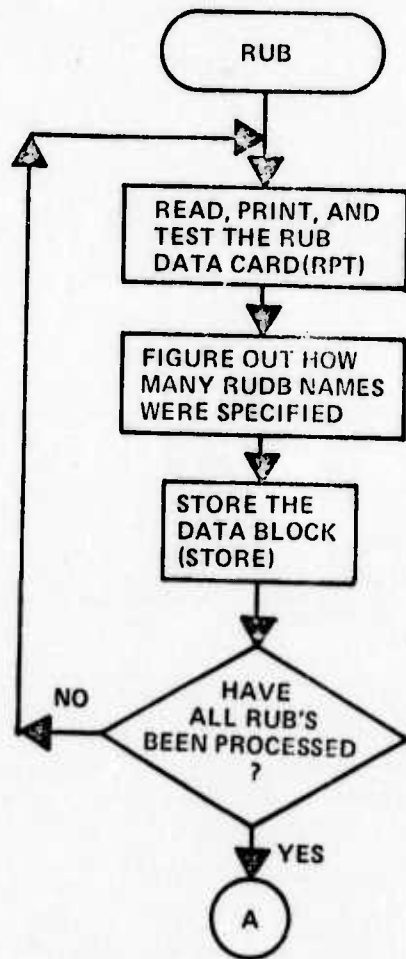 RUB
READ, PRINT, AND
TEST THE RUB
DATA CARD(RPT)
FIGURE OUT HOW
MANY RUDB NAMES
WERE SPECIFIED
STORE THE
DATA BLOCK
(STORE)
HAVE
ALL RUB'S
BEEN PROCESSED
?
NO
YES
A